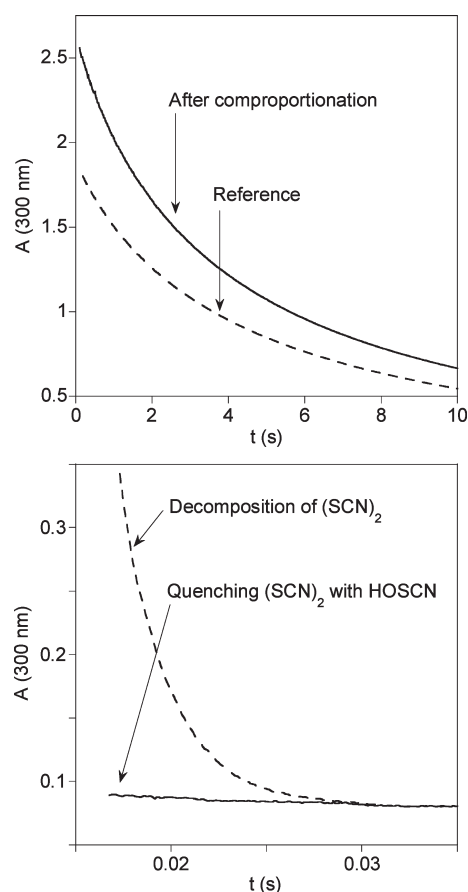 2.5
2
1.5
1
0.5
A (300 nm)
After comproportionation
Reference
0 2 4 6 8 10
t (s)
0.3
0.2
0.1
A (300 nm)
Decomposition of (SCN)2
Quenching (SCN)2 with HOSCN
0.02 0.03
t (s)